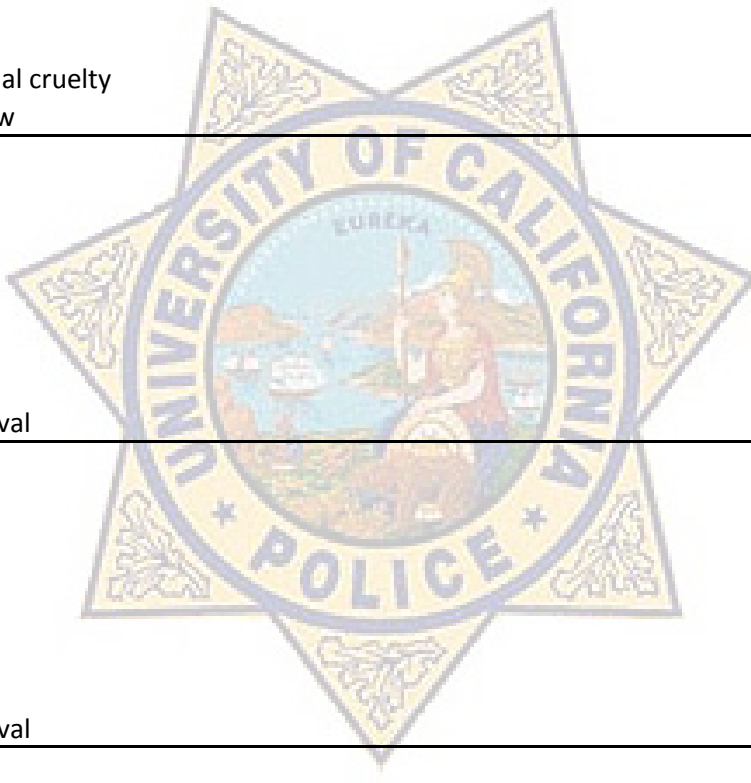 al cruelty
w
UNIVERSITY OF CALIFORNIA
EUREKA
val
* POLICE *
val